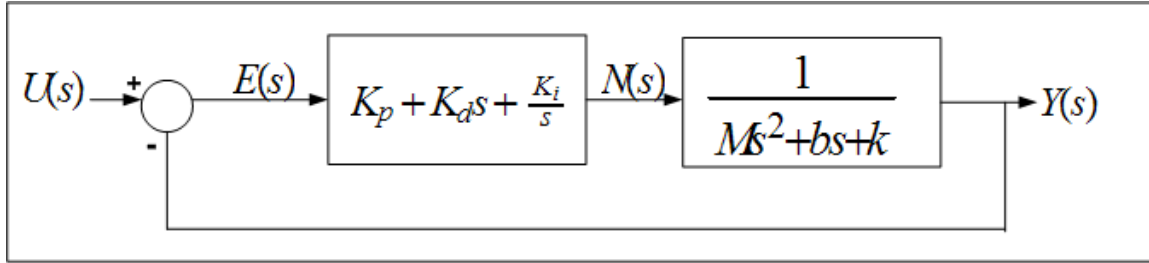 U(s)
+
-
E(s)
K_p + K_d s + K_i/s
N(s)
1/(Ms^2+bs+k)
Y(s)